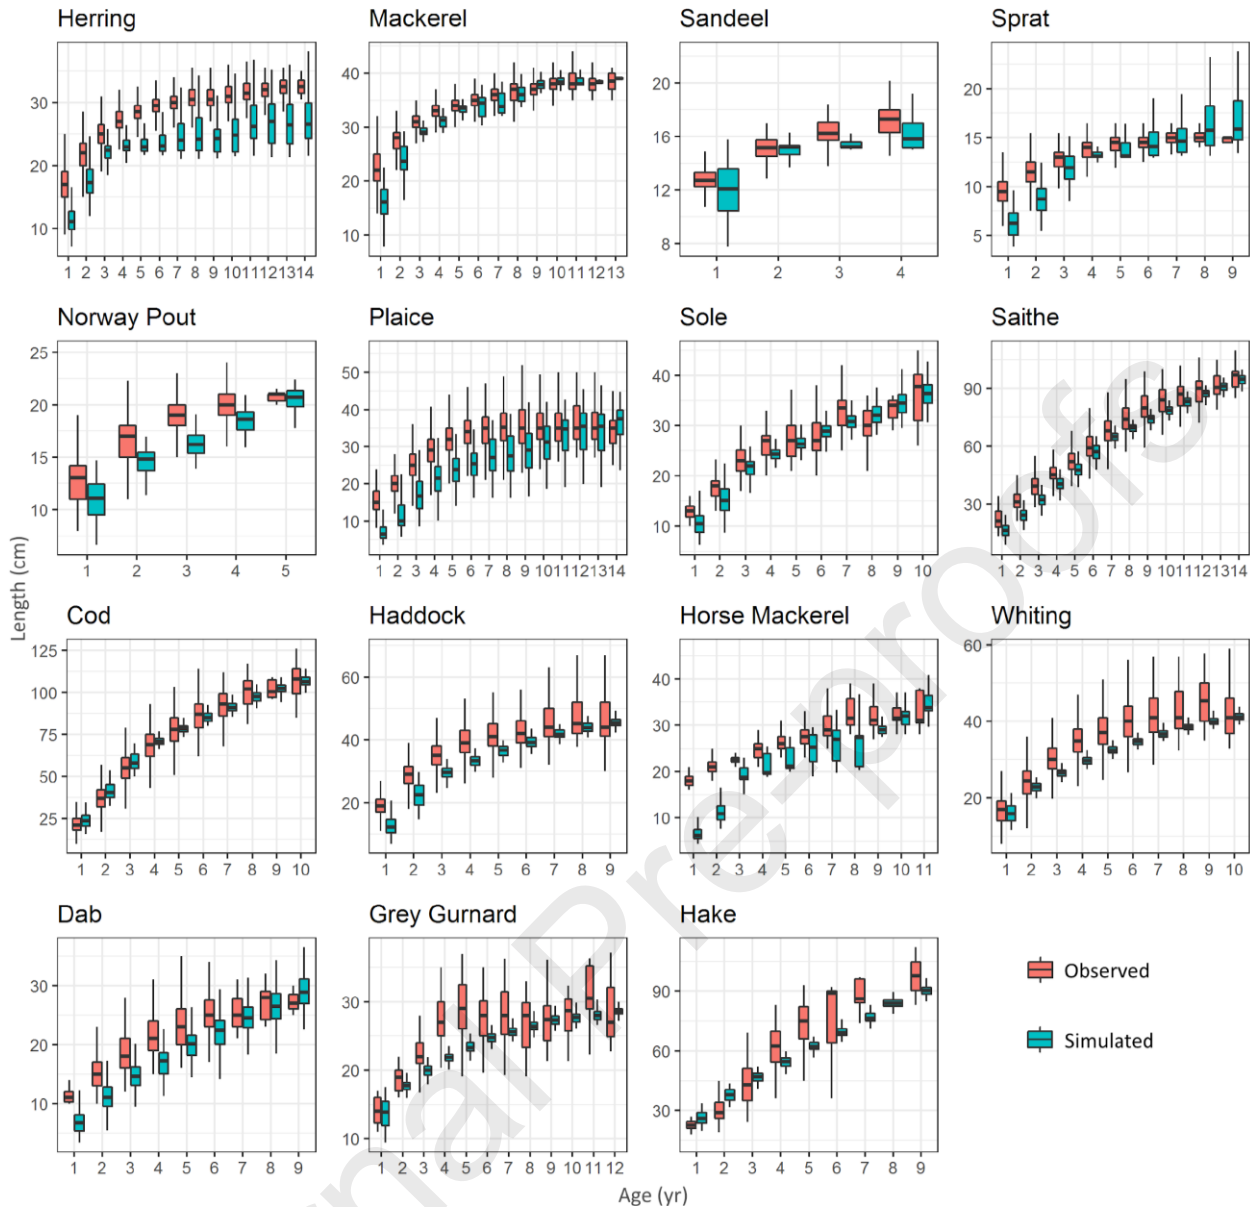 Herring Mackerel Sandeel Sprat
30
20
10
1 2 3 4 5 6 7 8 9 10 11 12 13 14
40
30
20
10
1 2 3 4 5 6 7 8 9 10 11 12 13
20
16
12
8
1 2 3 4
20
15
10
5
1 2 3 4 5 6 7 8 9
Norway Pout Plaice Sole Saithe
25
20
15
10
1 2 3 4 5
50
40
30
20
10
1 2 3 4 5 6 7 8 9 10 11 12 13 14
40
30
20
10
1 2 3 4 5 6 7 8 9 10
90
60
30
1 2 3 4 5 6 7 8 9 10 11 12 13 14
Length (cm)
Cod Haddock Horse Mackerel Whiting
125
100
75
50
25
1 2 3 4 5 6 7 8 9 10
60
40
20
1 2 3 4 5 6 7 8 9
40
30
20
10
1 2 3 4 5 6 7 8 9 10 11
60
40
20
1 2 3 4 5 6 7 8 9 10
Dab Grey Gurnard Hake
30
20
10
1 2 3 4 5 6 7 8 9
40
30
20
10
1 2 3 4 5 6 7 8 9 10 11 12
90
60
30
1 2 3 4 5 6 7 8 9
Observed
Simulated
Age (yr)
rnal Pre-proofs